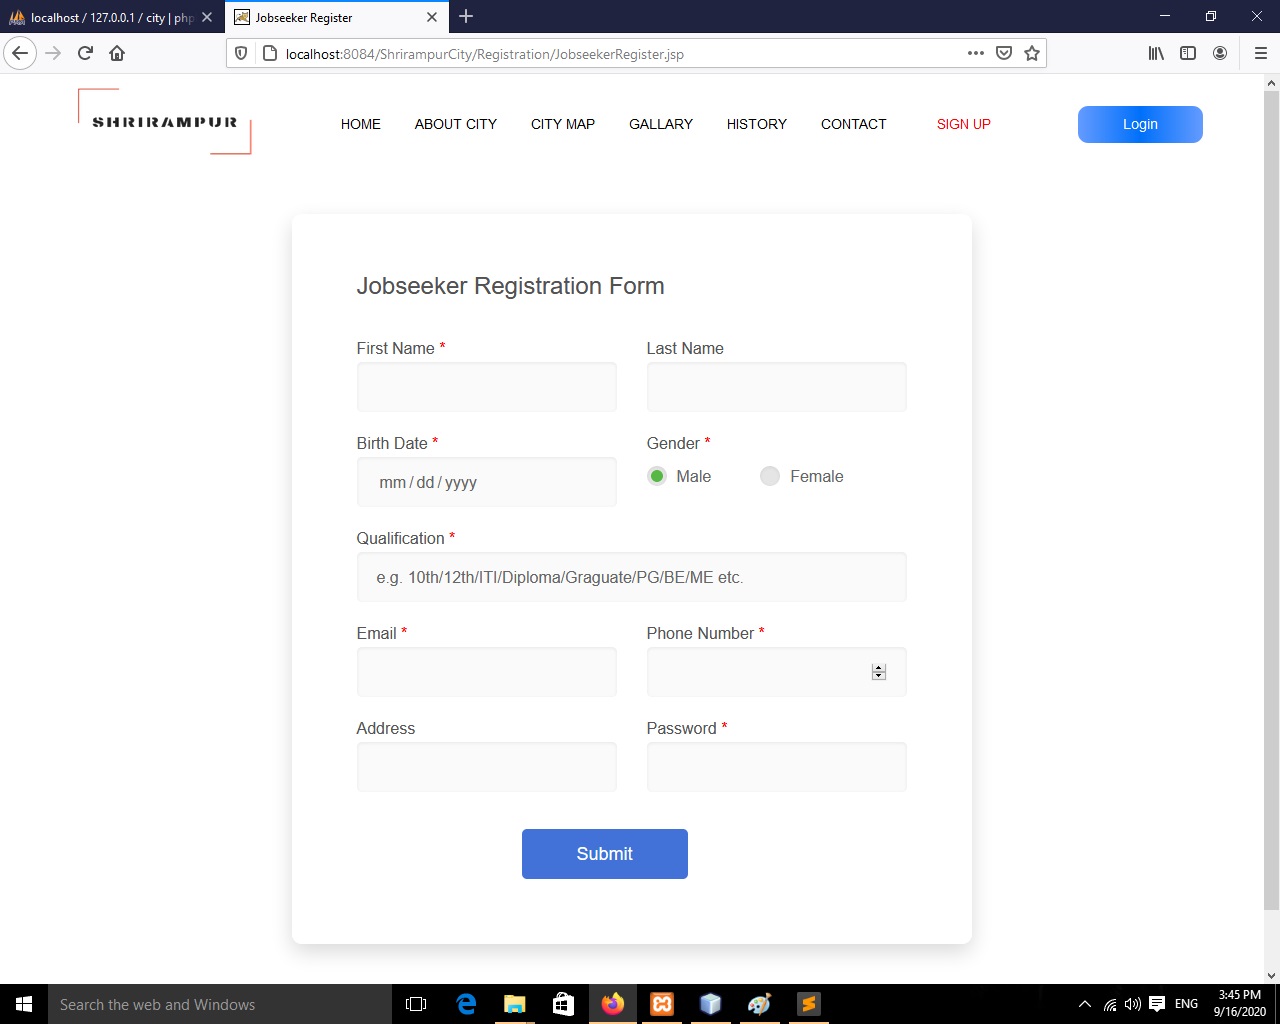 localhost / 127.0.0.1 / city | php
Jobseeker Register
localhost:8084/ShrirampurCity/Registration/JobseekerRegister.jsp
SHRIRAMPUR
HOME ABOUT CITY CITY MAP GALLARY HISTORY CONTACT SIGN UP Login
Jobseeker Registration Form
First Name * Last Name
Birth Date * Gender *
mm / dd / yyyy Male Female
Qualification *
e.g. 10th/12th/ITI/Diploma/Graguate/PG/BE/ME etc.
Email * Phone Number *
Address Password *
Submit
Search the web and Windows
ENG
3:45 PM
9/16/2020